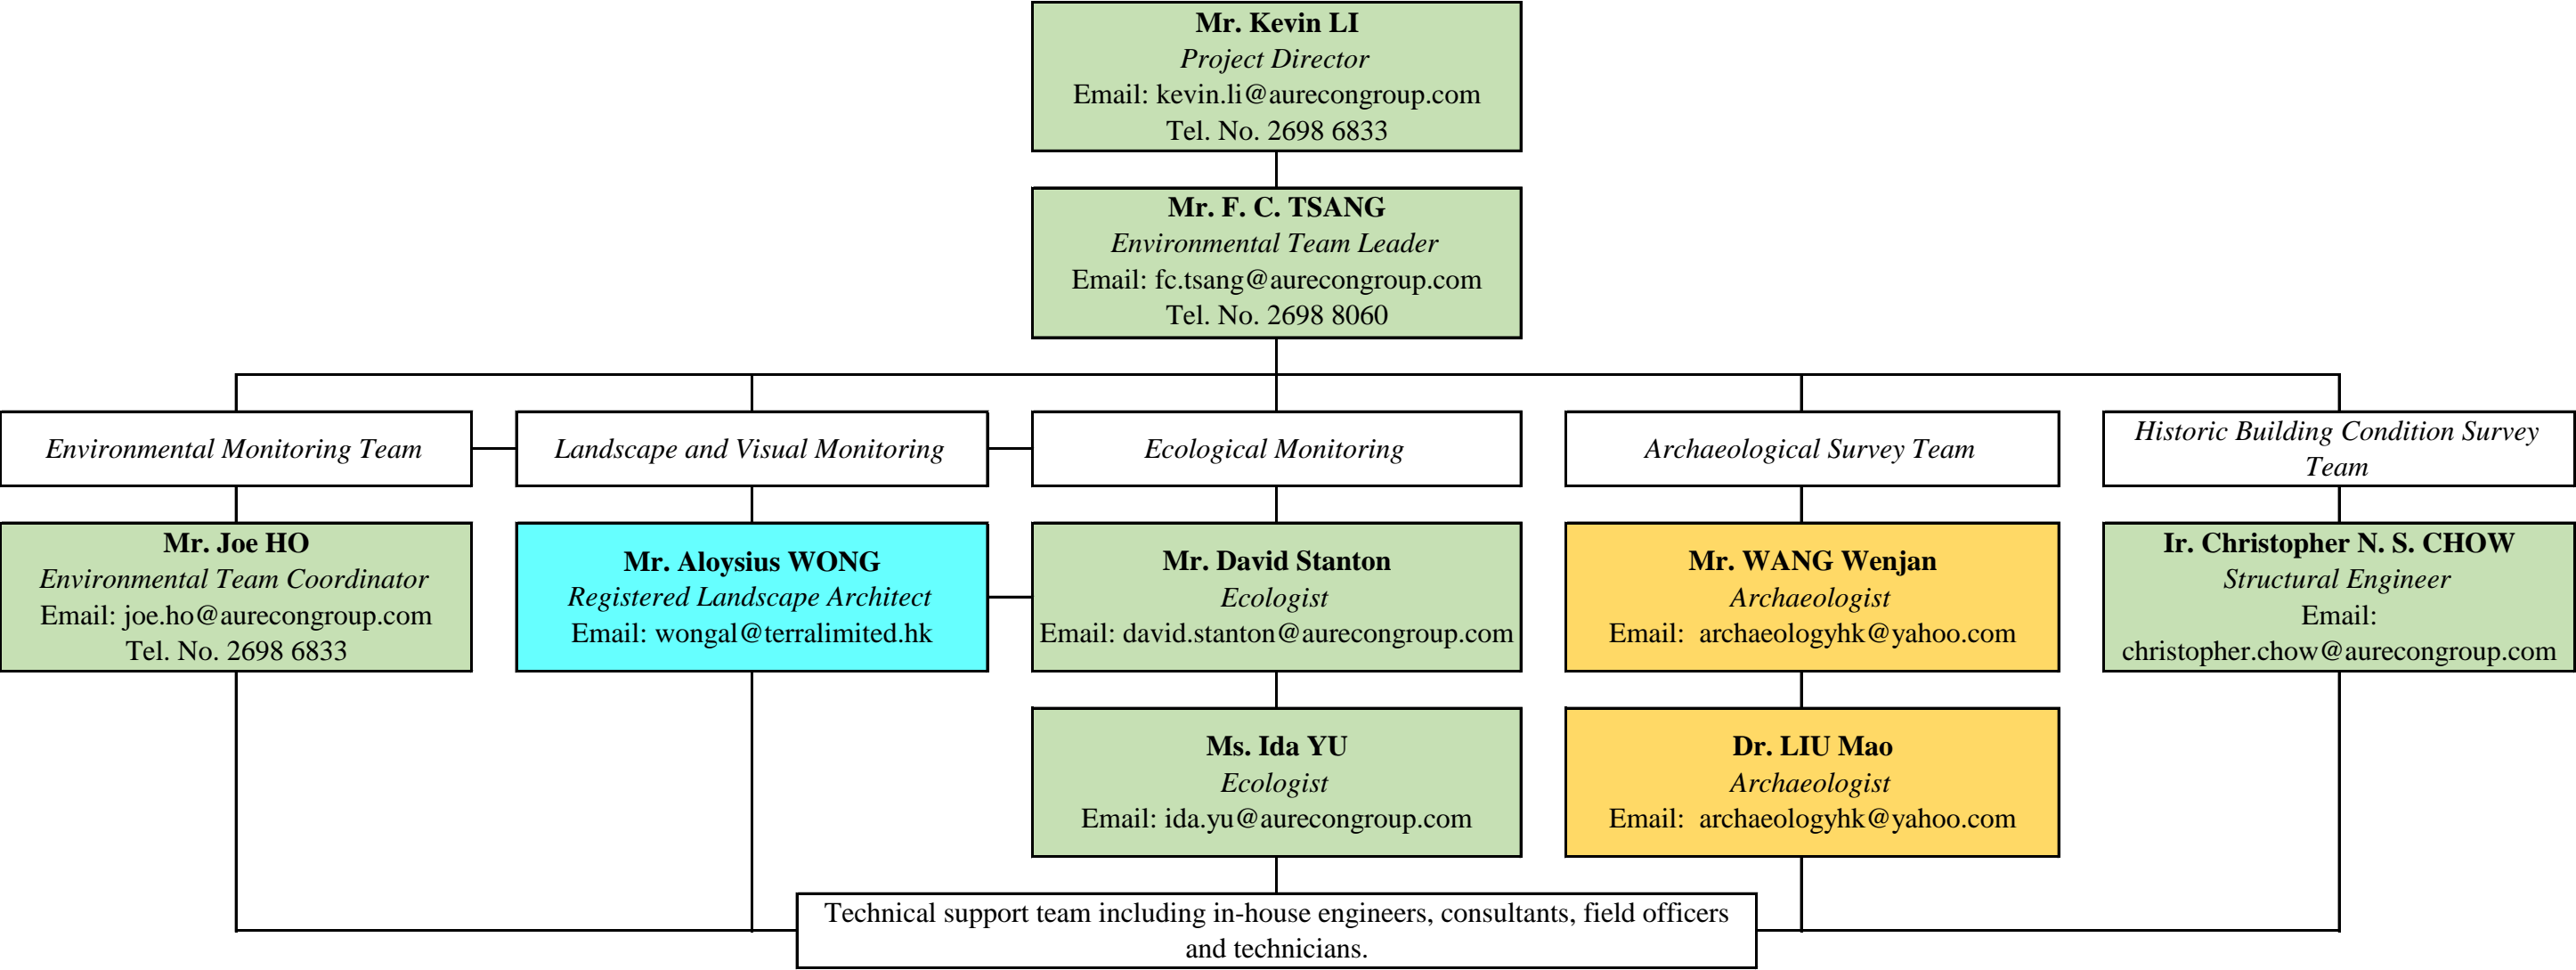 Mr. Kevin LI
Project Director
Email: kevin.li@aurecongroup.com
Tel. No. 2698 6833
Mr. F. C. TSANG
Environmental Team Leader
Email: fc.tsang@aurecongroup.com
Tel. No. 2698 8060
Environmental Monitoring Team
Landscape and Visual Monitoring
Ecological Monitoring
Archaeological Survey Team
Historic Building Condition Survey
Team
Mr. Joe HO
Environmental Team Coordinator
Email: joe.ho@aurecongroup.com
Tel. No. 2698 6833
Mr. Aloysius WONG
Registered Landscape Architect
Email: wongal@terralimited.hk
Mr. David Stanton
Ecologist
Email: david.stanton@aurecongroup.com
Mr. WANG Wenjan
Archaeologist
Email:  archaeologyhk@yahoo.com
Ir. Christopher N. S. CHOW
Structural Engineer
Email:
christopher.chow@aurecongroup.com
Ms. Ida YU
Ecologist
Email: ida.yu@aurecongroup.com
Dr. LIU Mao
Archaeologist
Email:  archaeologyhk@yahoo.com
Technical support team including in-house engineers, consultants, field officers
and technicians.